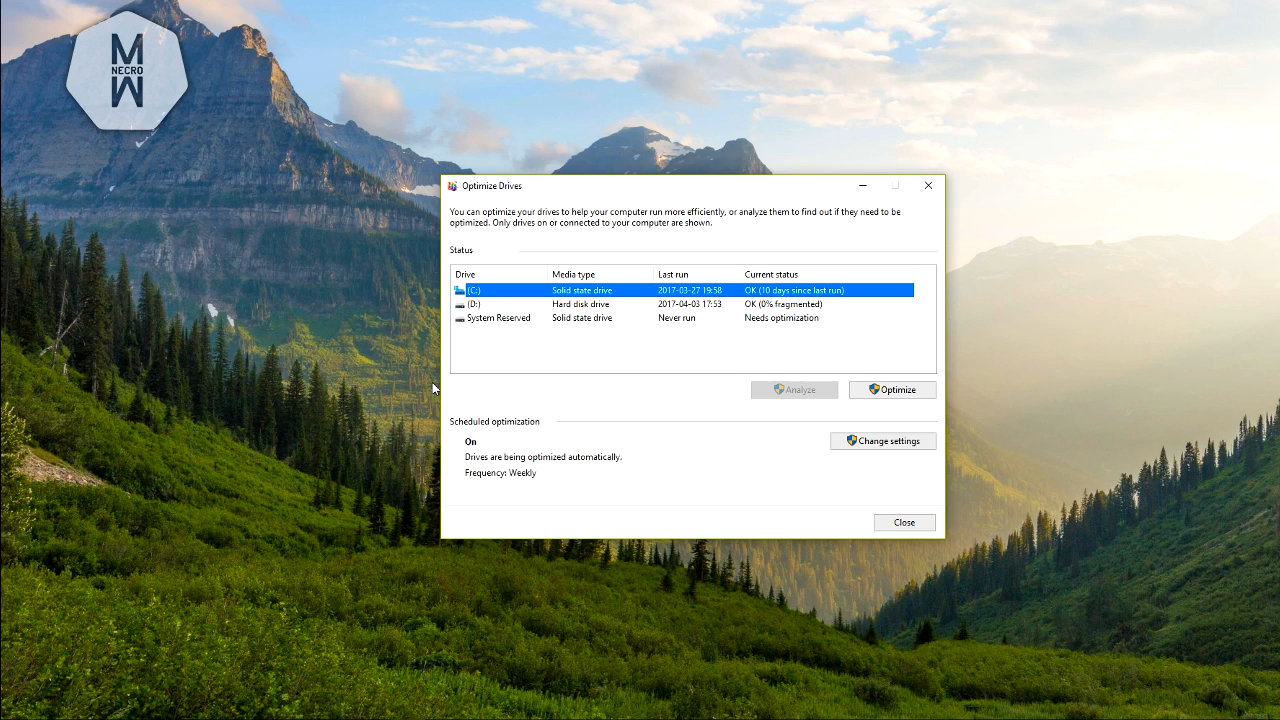 M
NECRO
M
Optimize Drives
You can optimize your drives to help your computer run more efficiently, or analyze them to find out if they need to be
optimized. Only drives on or connected to your computer are shown.
Status
Drive Media type Last run Current status
(C:) Solid state drive 2017-03-27 19:58 OK (10 days since last run)
(D:) Hard disk drive 2017-04-03 17:53 OK (0% fragmented)
System Reserved Solid state drive Never run Needs optimization
Analyze Optimize
Scheduled optimization
On Change settings
Drives are being optimized automatically.
Frequency: Weekly
Close